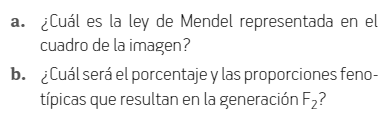 a. ¿Cuál es la ley de Mendel representada en el
cuadro de la imagen?
b. ¿Cuál será el porcentaje y las proporciones feno-
típicas que resultan en la generación F₂?